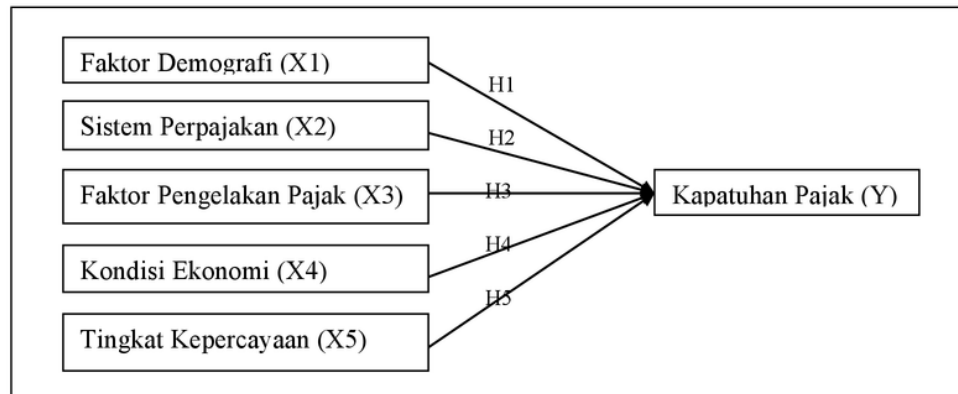 Faktor Demografi (X1)
H1
Sistem Perpajakan (X2)
H2
Faktor Pengelakan Pajak (X3)
H3
Kapatuhan Pajak (Y)
H4
Kondisi Ekonomi (X4)
H5
Tingkat Kepercayaan (X5)